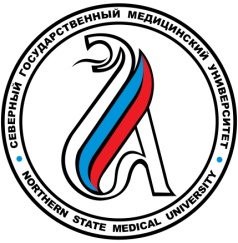 СЕВЕРНЫЙ ГОСУДАРСТВЕННЫЙ МЕДИЦИНСКИЙ УНИВЕРСИТЕТ
NORTHERN STATE MEDICAL UNIVERSITY